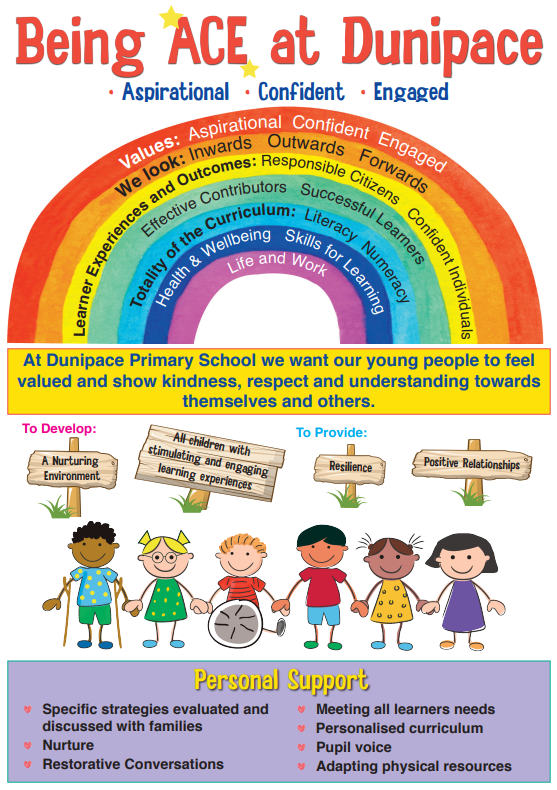 Being ACE at Dunipace
• Aspirational • Confident • Engaged
Values: Aspirational Confident Engaged
We look: Inwards Outwards Forwards
Learner Experiences and Outcomes: Responsible Citizens Confident Individuals
Effective Contributors Successful Learners
Totality of the Curriculum: Literacy Numeracy
Health & Wellbeing Skills for Learning
Life and Work
At Dunipace Primary School we want our young people to feel
valued and show kindness, respect and understanding towards
themselves and others.
To Develop:
A Nurturing
Environment
All children with
stimulating and engaging
learning experiences
To Provide:
Resilience
Positive Relationships
Personal Support
Specific strategies evaluated and
discussed with families
Nurture
Restorative Conversations
Meeting all learners needs
Personalised curriculum
Pupil voice
Adapting physical resources